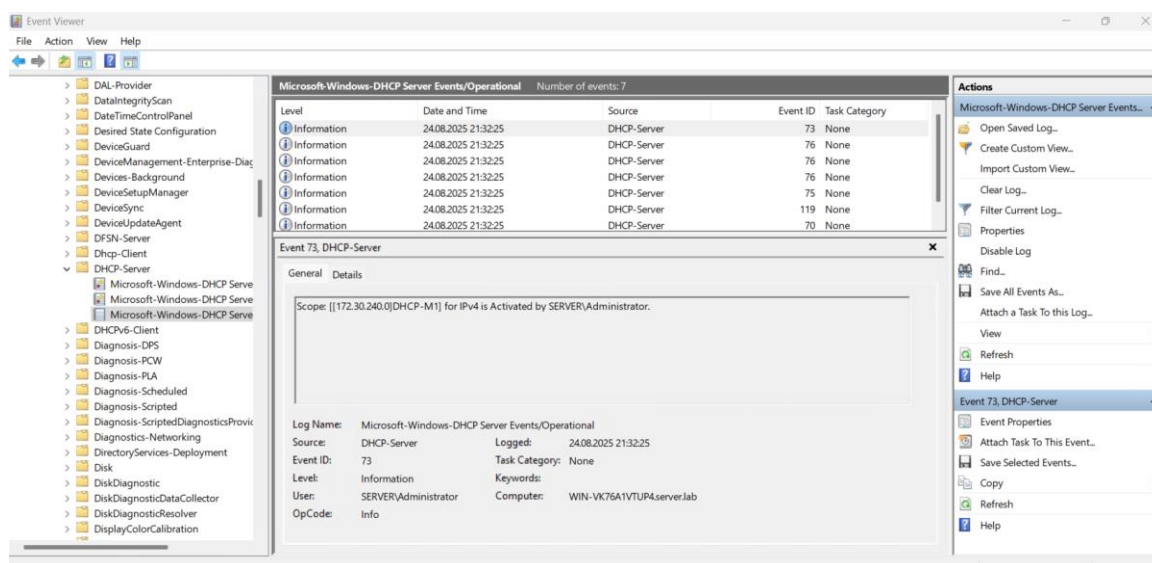 Event Viewer
File Action View Help
DAL-Provider
DataIntegrityScan
DateTimeControlPanel
Desired State Configuration
DeviceGuard
DeviceManagement-Enterprise-Diag
Devices-Background
DeviceSetupManager
DeviceSync
DeviceUpdateAgent
DFSN-Server
Dhcp-Client
DHCP-Server
Microsoft-Windows-DHCP Serve
Microsoft-Windows-DHCP Serve
Microsoft-Windows-DHCP Serve
DHCPv6-Client
Diagnosis-DPS
Diagnosis-PCW
Diagnosis-PLA
Diagnosis-Scheduled
Diagnosis-Scripted
Diagnosis-ScriptedDiagnosticsProvic
Diagnostics-Networking
DirectoryServices-Deployment
Disk
DiskDiagnostic
DiskDiagnosticDataCollector
DiskDiagnosticResolver
DisplayColorCalibration
Microsoft-Windows-DHCP Server Events/Operational Number of events: 7
Level Date and Time Source Event ID Task Category
Information 24.08.2025 21:32:25 DHCP-Server 73 None
Information 24.08.2025 21:32:25 DHCP-Server 76 None
Information 24.08.2025 21:32:25 DHCP-Server 76 None
Information 24.08.2025 21:32:25 DHCP-Server 76 None
Information 24.08.2025 21:32:25 DHCP-Server 75 None
Information 24.08.2025 21:32:25 DHCP-Server 119 None
Information 24.08.2025 21:32:25 DHCP-Server 70 None
Event 73, DHCP-Server
General Details
Scope: [[172.30.240.0]DHCP-M1] for IPv4 is Activated by SERVER\Administrator.
Log Name: Microsoft-Windows-DHCP Server Events/Operational
Source: DHCP-Server Logged: 24.08.2025 21:32:25
Event ID: 73 Task Category: None
Level: Information Keywords:
User: SERVER\Administrator Computer: WIN-VK76A1VTUP4.server.lab
OpCode: Info
Actions
Microsoft-Windows-DHCP Server Events...
Open Saved Log...
Create Custom View...
Import Custom View...
Clear Log...
Filter Current Log...
Properties
Disable Log
Find...
Save All Events As...
Attach a Task To this Log...
View
Refresh
Help
Event 73, DHCP-Server
Event Properties
Attach Task To This Event...
Save Selected Events...
Copy
Refresh
Help